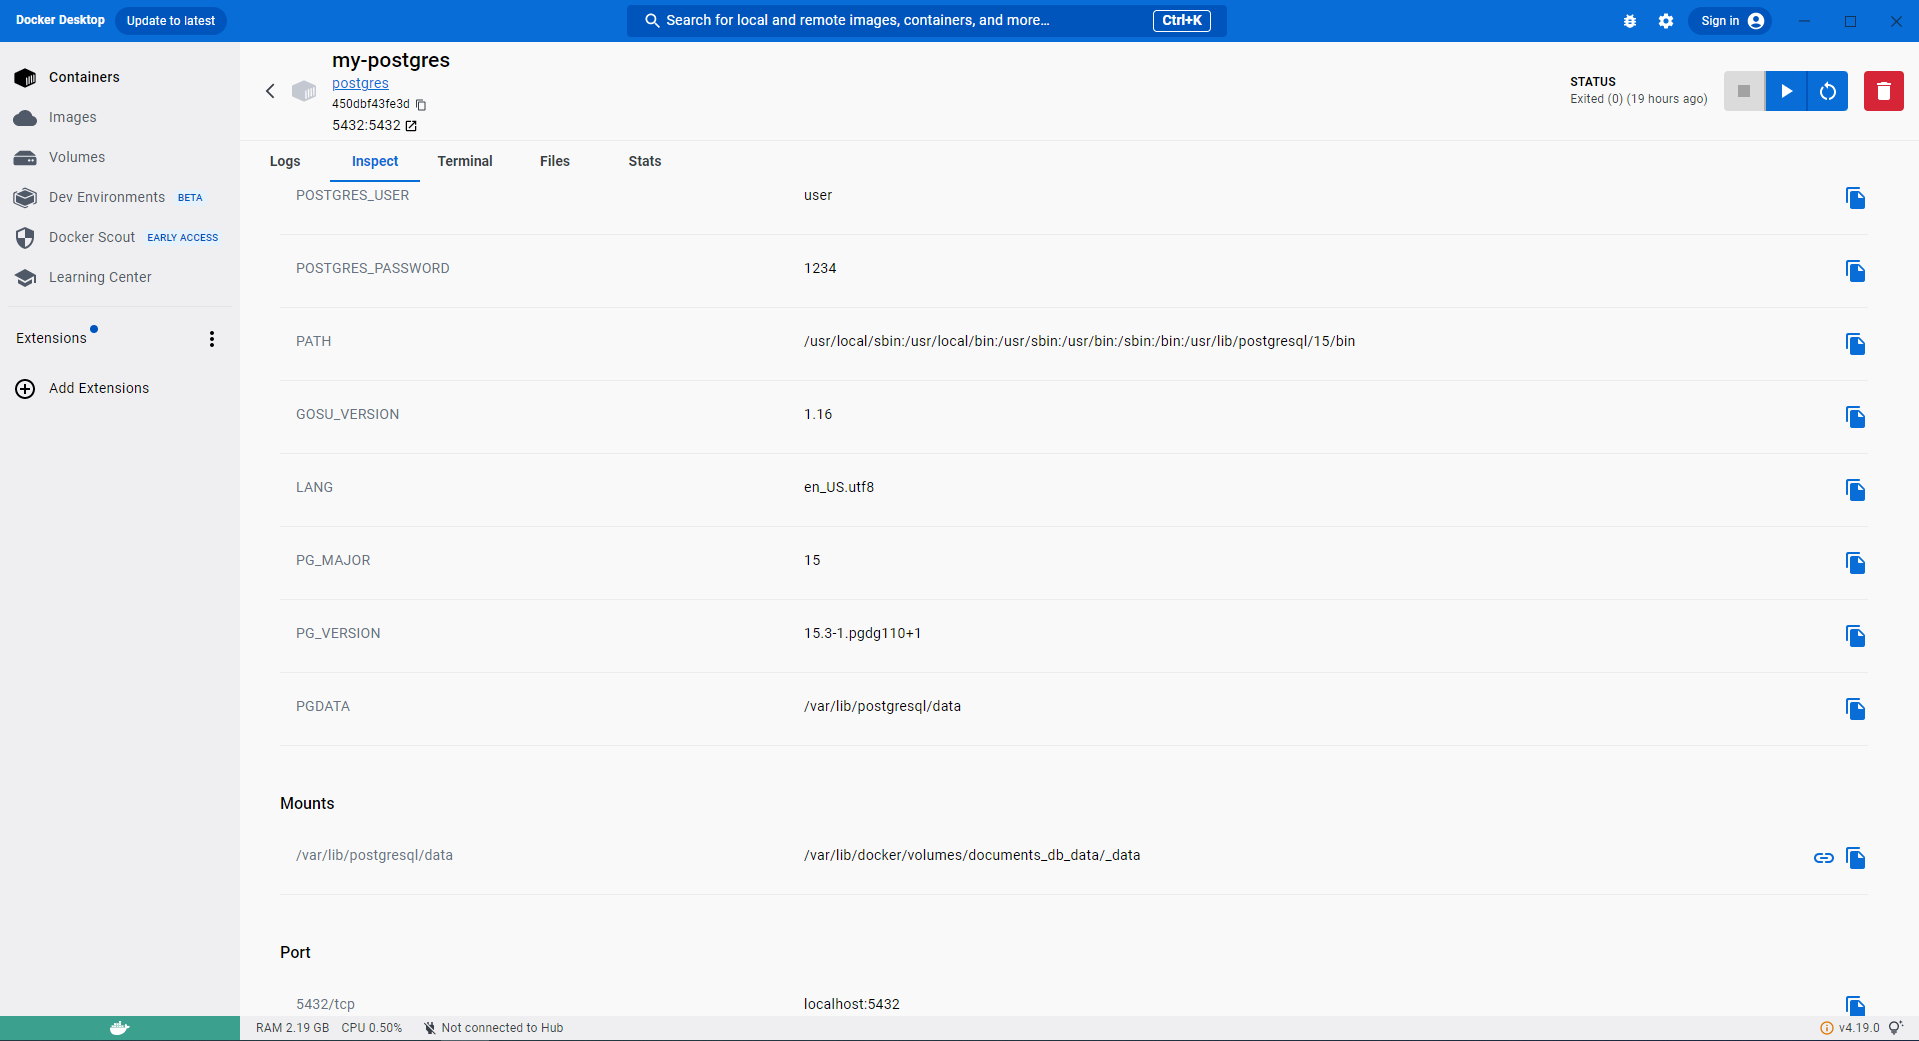 Docker Desktop
Update to latest
Search for local and remote images, containers, and more...
Ctrl+K
Sign in
Containers
Images
Volumes
Dev Environments BETA
Docker Scout EARLY ACCESS
Learning Center
Extensions
Add Extensions
my-postgres
postgres
450dbf43fe3d
5432:5432
STATUS
Exited (0) (19 hours ago)
Logs
Inspect
Terminal
Files
Stats
POSTGRES_USER user
POSTGRES_PASSWORD 1234
PATH /usr/local/sbin:/usr/local/bin:/usr/sbin:/usr/bin:/sbin:/bin:/usr/lib/postgresql/15/bin
GOSU_VERSION 1.16
LANG en_US.utf8
PG_MAJOR 15
PG_VERSION 15.3-1.pgdg110+1
PGDATA /var/lib/postgresql/data
Mounts
/var/lib/postgresql/data /var/lib/docker/volumes/documents_db_data/_data
Port
5432/tcp localhost:5432
RAM 2.19 GB CPU 0.50% Not connected to Hub
v4.19.0